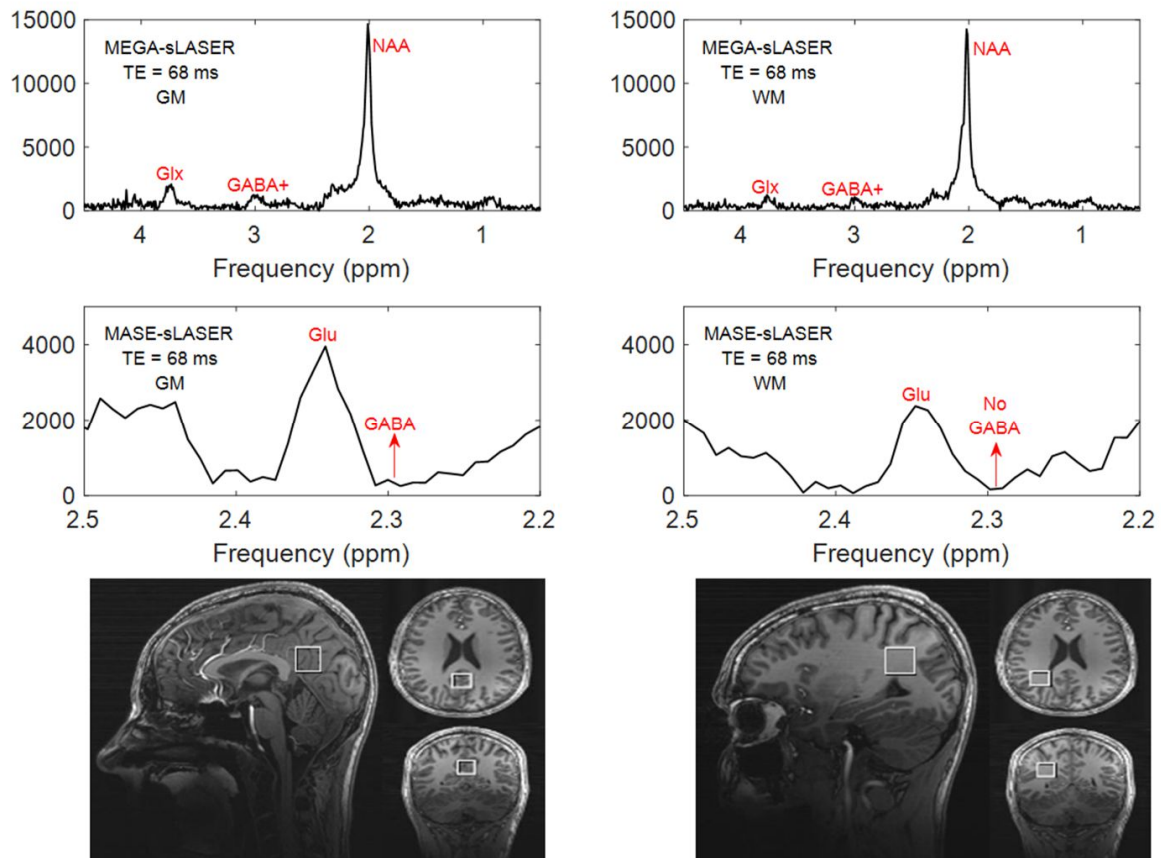 15000
10000
5000
0
MEGA-sLASER
TE = 68 ms
GM
NAA
Glx
GABA+
4
3
2
1
Frequency (ppm)
15000
10000
5000
0
MEGA-sLASER
TE = 68 ms
WM
NAA
Glx
GABA+
4
3
2
1
Frequency (ppm)
4000
2000
0
MASE-sLASER
TE = 68 ms
GM
Glu
GABA
2.5
2.4
2.3
2.2
Frequency (ppm)
4000
2000
0
MASE-sLASER
TE = 68 ms
WM
Glu
No
GABA
2.5
2.4
2.3
2.2
Frequency (ppm)